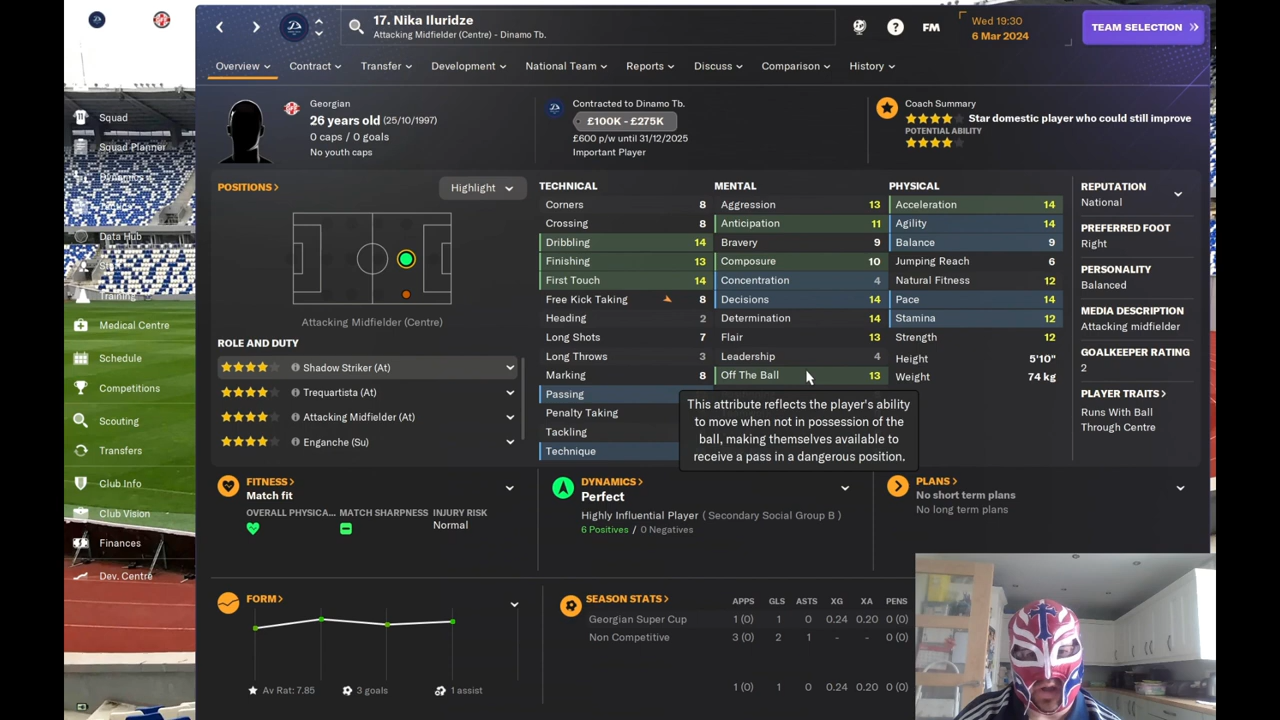 17. Nika Iluridze
Attacking Midfielder (Centre) - Dinamo Tb.
?
FM
Wed 19:30
6 Mar 2024
TEAM SELECTION
Overview
Contract
Transfer
Development
National Team
Reports
Discuss
Comparison
History
Squad
Squad Planner
Dynamics
Data Hub
Training
Medical Centre
Schedule
Competitions
Scouting
Transfers
Club Info
Club Vision
Finances
Dev. Centre
Georgian
26 years old (25/10/1997)
0 caps / 0 goals
No youth caps
Contracted to Dinamo Tb.
£100K - £275K
£600 p/w until 31/12/2025
Important Player
Coach Summary
Star domestic player who could still improve
POTENTIAL ABILITY
POSITIONS
Highlight
Attacking Midfielder (Centre)
ROLE AND DUTY
Shadow Striker (At)
Trequartista (At)
Attacking Midfielder (At)
Enganche (Su)
TECHNICAL
Corners 8
Crossing 8
Dribbling 14
Finishing 13
First Touch 14
Free Kick Taking 8
Heading 2
Long Shots 7
Long Throws 3
Marking 8
Passing
Penalty Taking
Tackling
Technique
MENTAL
Aggression 13
Anticipation 11
Bravery 9
Composure 10
Concentration 4
Decisions 14
Determination 14
Flair 13
Leadership 4
Off The Ball 13
This attribute reflects the player's ability
to move when not in possession of the
ball, making themselves available to
receive a pass in a dangerous position.
PHYSICAL
Acceleration 14
Agility 14
Balance 9
Jumping Reach 6
Natural Fitness 12
Pace 14
Stamina 12
Strength 12
Height 5'10"
Weight 74 kg
REPUTATION
National
PREFERRED FOOT
Right
PERSONALITY
Balanced
MEDIA DESCRIPTION
Attacking midfielder
GOALKEEPER RATING
2
PLAYER TRAITS
Runs With Ball
Through Centre
FITNESS
Match fit
OVERALL PHYSICA... MATCH SHARPNESS INJURY RISK
Normal
DYNAMICS
Perfect
Highly Influential Player ( Secondary Social Group B )
6 Positives / 0 Negatives
PLANS
No short term plans
No long term plans
FORM
Av Rat: 7.85
3 goals
1 assist
SEASON STATS APPS GLS ASTS XG XA PENS
Georgian Super Cup 1 (0) 1 0 0.24 0.20 0 (0)
Non Competitive 3 (0) 2 1 - - 0 (0)
1 (0) 1 0 0.24 0.20 0 (0)